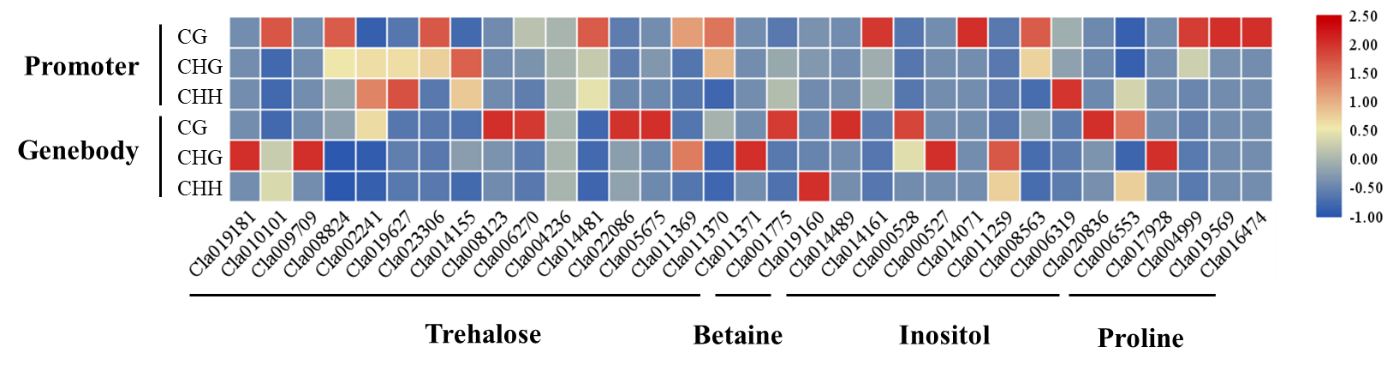 Promoter
CG
CHG
CHH
Genebody
CG
CHG
CHH
2.50
2.00
1.50
1.00
0.50
0.00
-0.50
-1.00
Cla019181
Cla010101
Cla009709
Cla008824
Cla002241
Cla019627
Cla023306
Cla014155
Cla008123
Cla006270
Cla004236
Cla014481
Cla022086
Cla005675
Cla011369
Cla011370
Cla011371
Cla001775
Cla019160
Cla014489
Cla014161
Cla000528
Cla000527
Cla014071
Cla011259
Cla008563
Cla006319
Cla020836
Cla006553
Cla017928
Cla004999
Cla019569
Cla016474
Trehalose
Betaine
Inositol
Proline